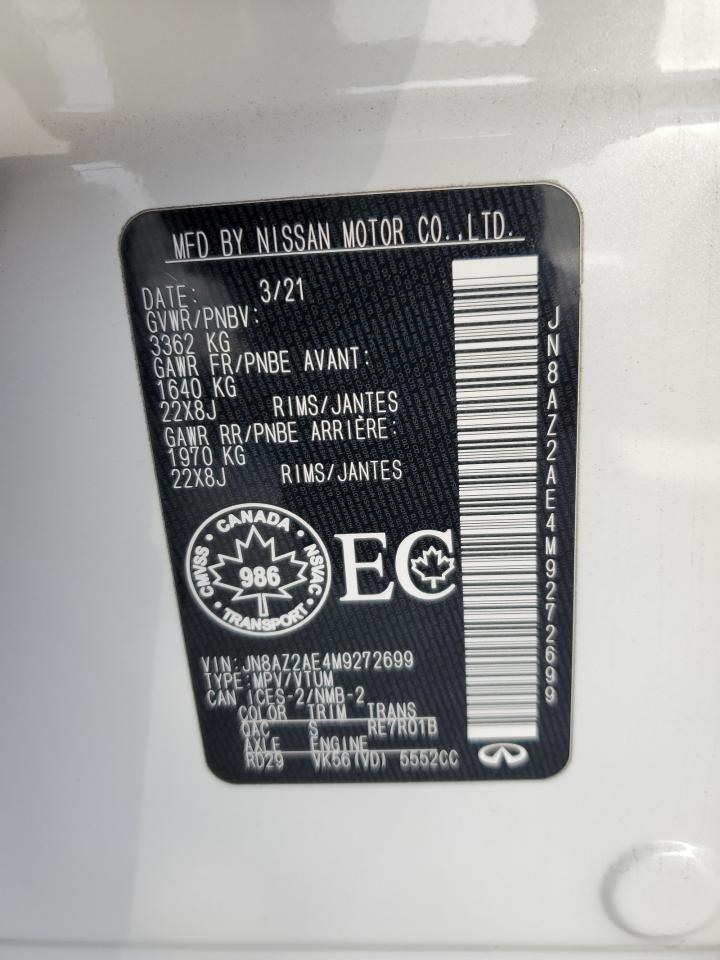 MFD BY NISSAN MOTOR CO.,LTD.
DATE: 3/21
GVWR/PNBV:
3362 KG
GAWR FR/PNBE AVANT:
1640 KG
22X8J RIMS/JANTES
GAWR RR/PNBE ARRIÈRE:
1970 KG
22X8J RIMS/JANTES
CANADA
CMVSS 986 NSVAC
TRANSPORT
EC
VIN:JN8AZ2AE4M9272699
TYPE:MPV/VTUM
CAN ICES-2/NMB-2
COLOR TRIM TRANS
QAC S RE7R01B
AXLE ENGINE
RD29 VK56(VD) 5552CC
JN8AZ2AE4M9272699